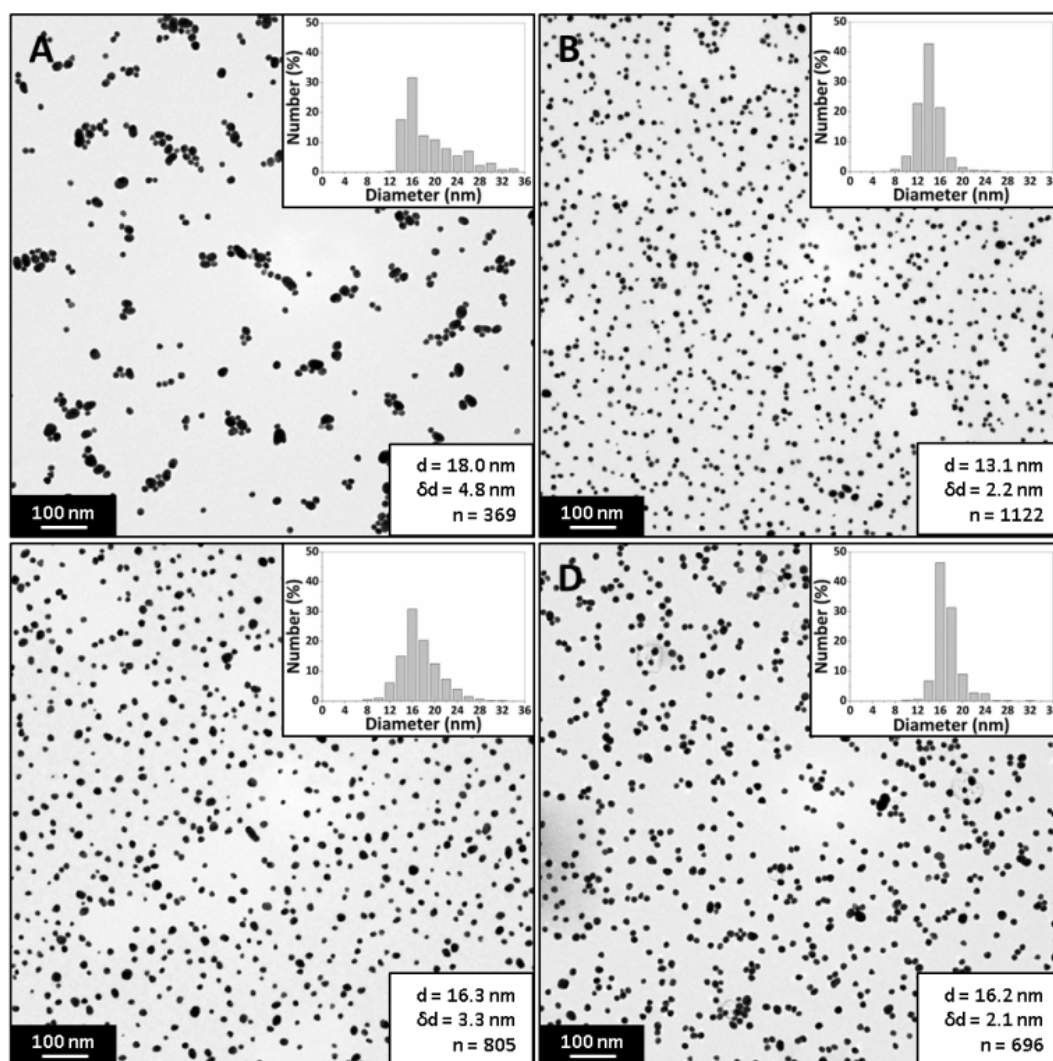 A
50
40
30
20
10
0
Number (%)
0 4 8 12 16 20 24 28 32 36
Diameter (nm)
d = 18.0 nm
δd = 4.8 nm
n = 369
100 nm
B
50
40
30
20
10
0
Number (%)
0 4 8 12 16 20 24 28 32 36
Diameter (nm)
d = 13.1 nm
δd = 2.2 nm
n = 1122
100 nm
50
40
30
20
10
0
Number (%)
0 4 8 12 16 20 24 28 32 36
Diameter (nm)
d = 16.3 nm
δd = 3.3 nm
n = 805
100 nm
D
50
40
30
20
10
0
Number (%)
0 4 8 12 16 20 24 28 32 36
Diameter (nm)
d = 16.2 nm
δd = 2.1 nm
n = 696
100 nm